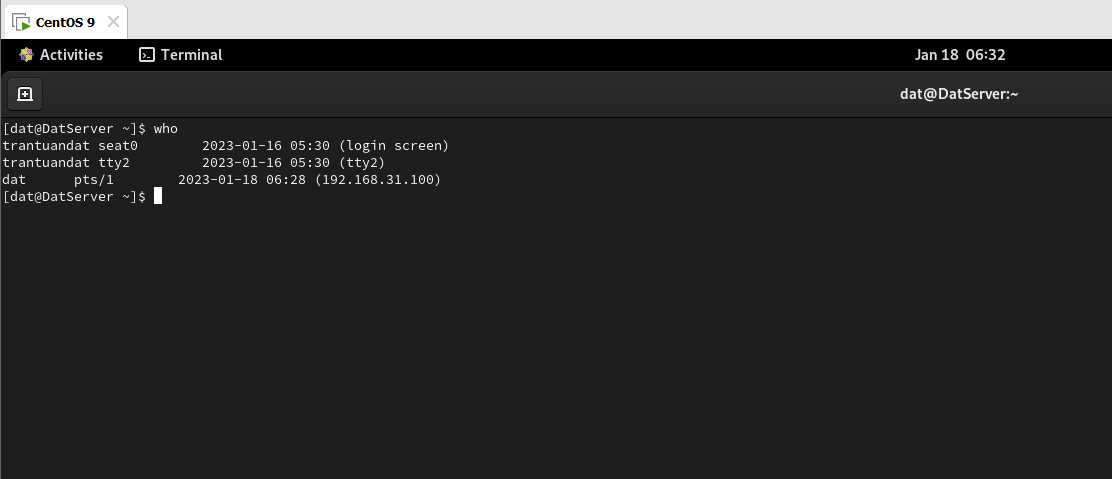 CentOS 9
Activities Terminal Jan 18 06:32
dat@DatServer:~
[dat@DatServer ~]$ who
trantuandat seat0        2023-01-16 05:30 (login screen)
trantuandat tty2         2023-01-16 05:30 (tty2)
dat      pts/1        2023-01-18 06:28 (192.168.31.100)
[dat@DatServer ~]$